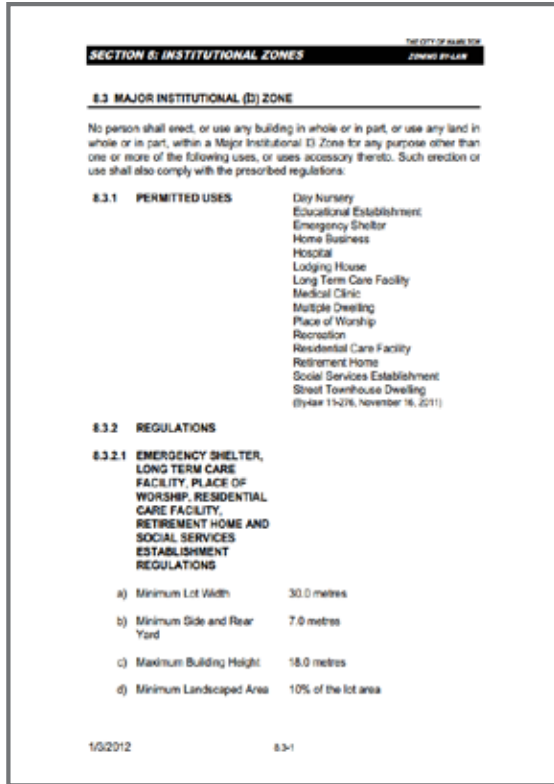 THE CITY OF HAMILTON
SECTION 8: INSTITUTIONAL ZONES ZONING BY-LAW
8.3 MAJOR INSTITUTIONAL (I3) ZONE
No person shall erect, or use any building in whole or in part, or use any land in
whole or in part, within a Major Institutional I3 Zone for any purpose other than
one or more of the following uses, or uses accessory thereto. Such erection or
use shall also comply with the prescribed regulations:
8.3.1 PERMITTED USES Day Nursery
Educational Establishment
Emergency Shelter
Home Business
Hospital
Lodging House
Long Term Care Facility
Medical Clinic
Multiple Dwelling
Place of Worship
Recreation
Residential Care Facility
Retirement Home
Social Services Establishment
Street Townhouse Dwelling
(By-law 11-276, November 16, 2011)
8.3.2 REGULATIONS
8.3.2.1 EMERGENCY SHELTER,
LONG TERM CARE
FACILITY, PLACE OF
WORSHIP, RESIDENTIAL
CARE FACILITY,
RETIREMENT HOME AND
SOCIAL SERVICES
ESTABLISHMENT
REGULATIONS
a) Minimum Lot Width 30.0 metres
b) Minimum Side and Rear 7.0 metres
Yard
c) Maximum Building Height 18.0 metres
d) Minimum Landscaped Area 10% of the lot area
1/3/2012 8.3-1